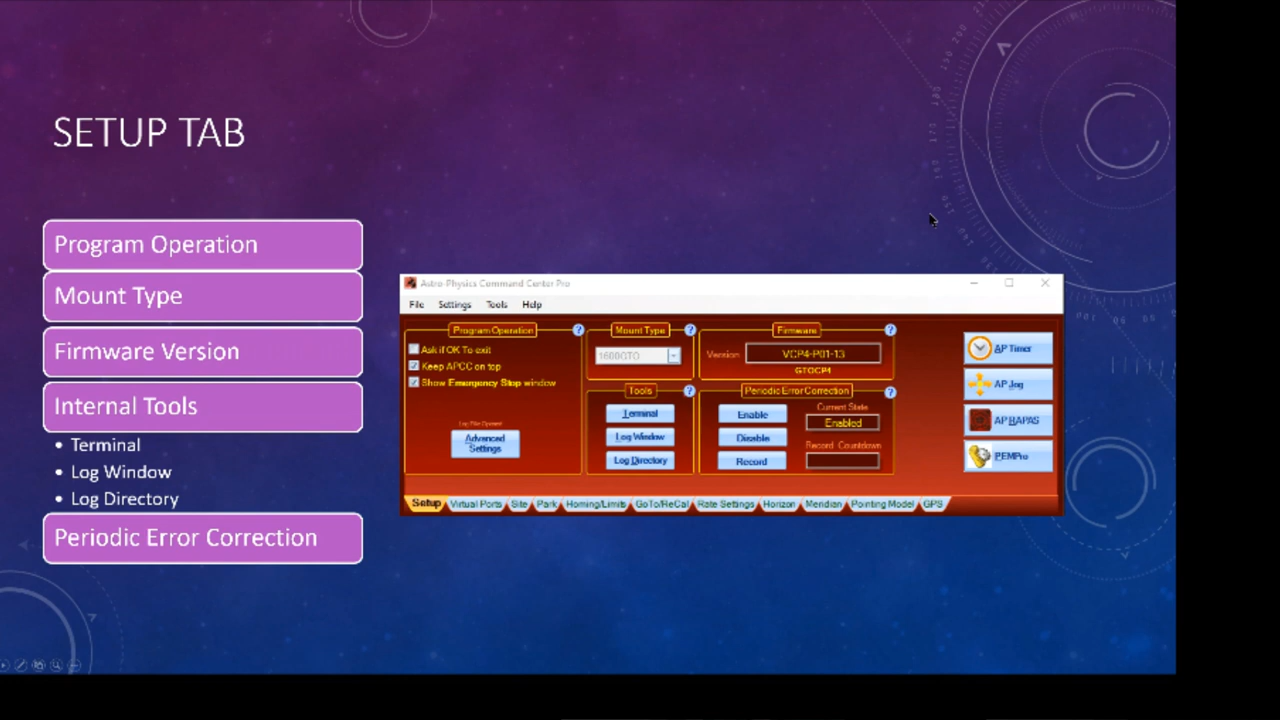 SETUP TAB
Program Operation
Mount Type
Firmware Version
Internal Tools
• Terminal
• Log Window
• Log Directory
Periodic Error Correction
Astro-Physics Command Center Pro
File Settings Tools Help
Program Operation ?
Ask if OK To exit
Keep APCC on top
Show Emergency Stop window
Advanced
Settings
Mount Type ?
1600GTO
Tools ?
Terminal
Log Window
Log Directory
Firmware ?
Version VCP4-P01-13
GTOCP4
Periodic Error Correction ?
Enable
Disable
Record
Current State
Enabled
Record Countdown
AP Timer
AP Jog
AP RAPAS
PEMPro
Setup Virtual Ports Site Park Homing/Limits GoTo/ReCal Rate Settings Horizon Meridian Pointing Model GPS